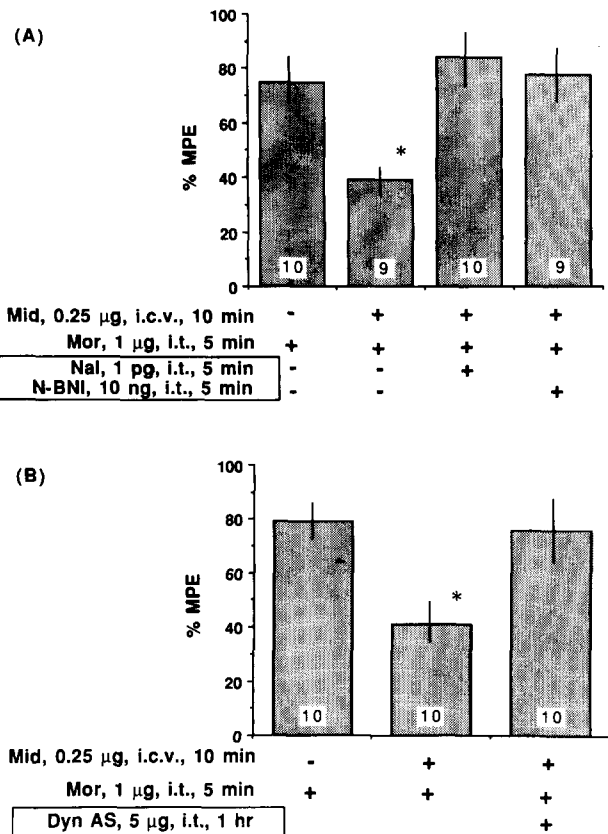 (A)
100
80
60
40
20
0
% MPE
*
10
9
10
9
Mid, 0.25 µg, i.c.v., 10 min - + + +
Mor, 1 µg, i.t., 5 min + + + +
Nal, 1 pg, i.t., 5 min - - +
N-BNI, 10 ng, i.t., 5 min - - +
(B)
100
80
60
40
20
0
% MPE
*
10
10
10
Mid, 0.25 µg, i.c.v., 10 min - + +
Mor, 1 µg, i.t., 5 min + + +
Dyn AS, 5 µg, i.t., 1 hr +